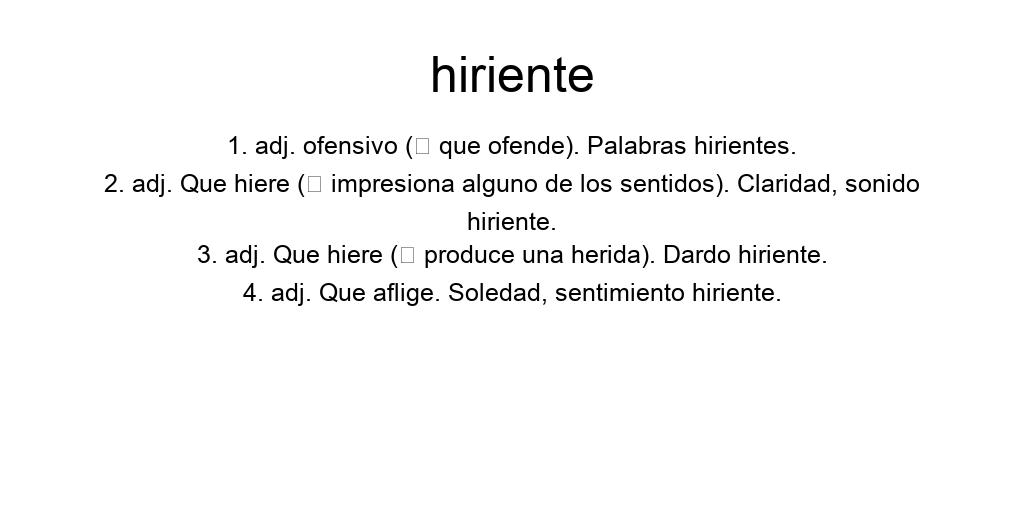 hiriente
1. adj. ofensivo (▯ que ofende). Palabras hirientes.
2. adj. Que hiere (▯ impresiona alguno de los sentidos). Claridad, sonido
hiriente.
3. adj. Que hiere (▯ produce una herida). Dardo hiriente.
4. adj. Que aflige. Soledad, sentimiento hiriente.